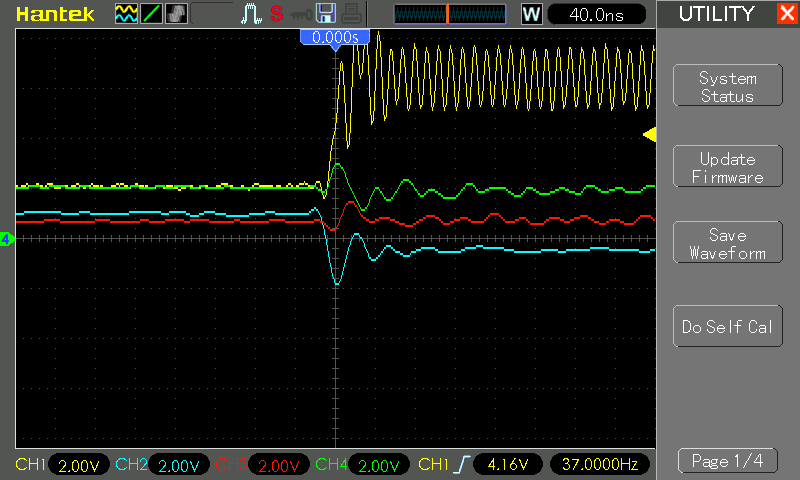 Hantek
S
W
40.0ns
UTILITY
0.000s
System
Status
Update
Firmware
Save
Waveform
Do Self Cal
4
CH1 2.00V CH2 2.00V CH3 2.00V CH4 2.00V CH1 4.16V 37.0000Hz
Page 1/4